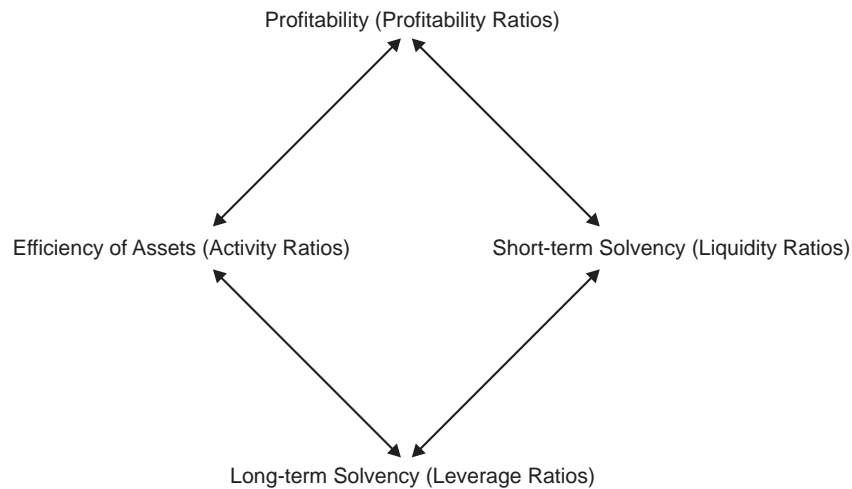 Profitability (Profitability Ratios)
Efficiency of Assets (Activity Ratios)
Short-term Solvency (Liquidity Ratios)
Long-term Solvency (Leverage Ratios)